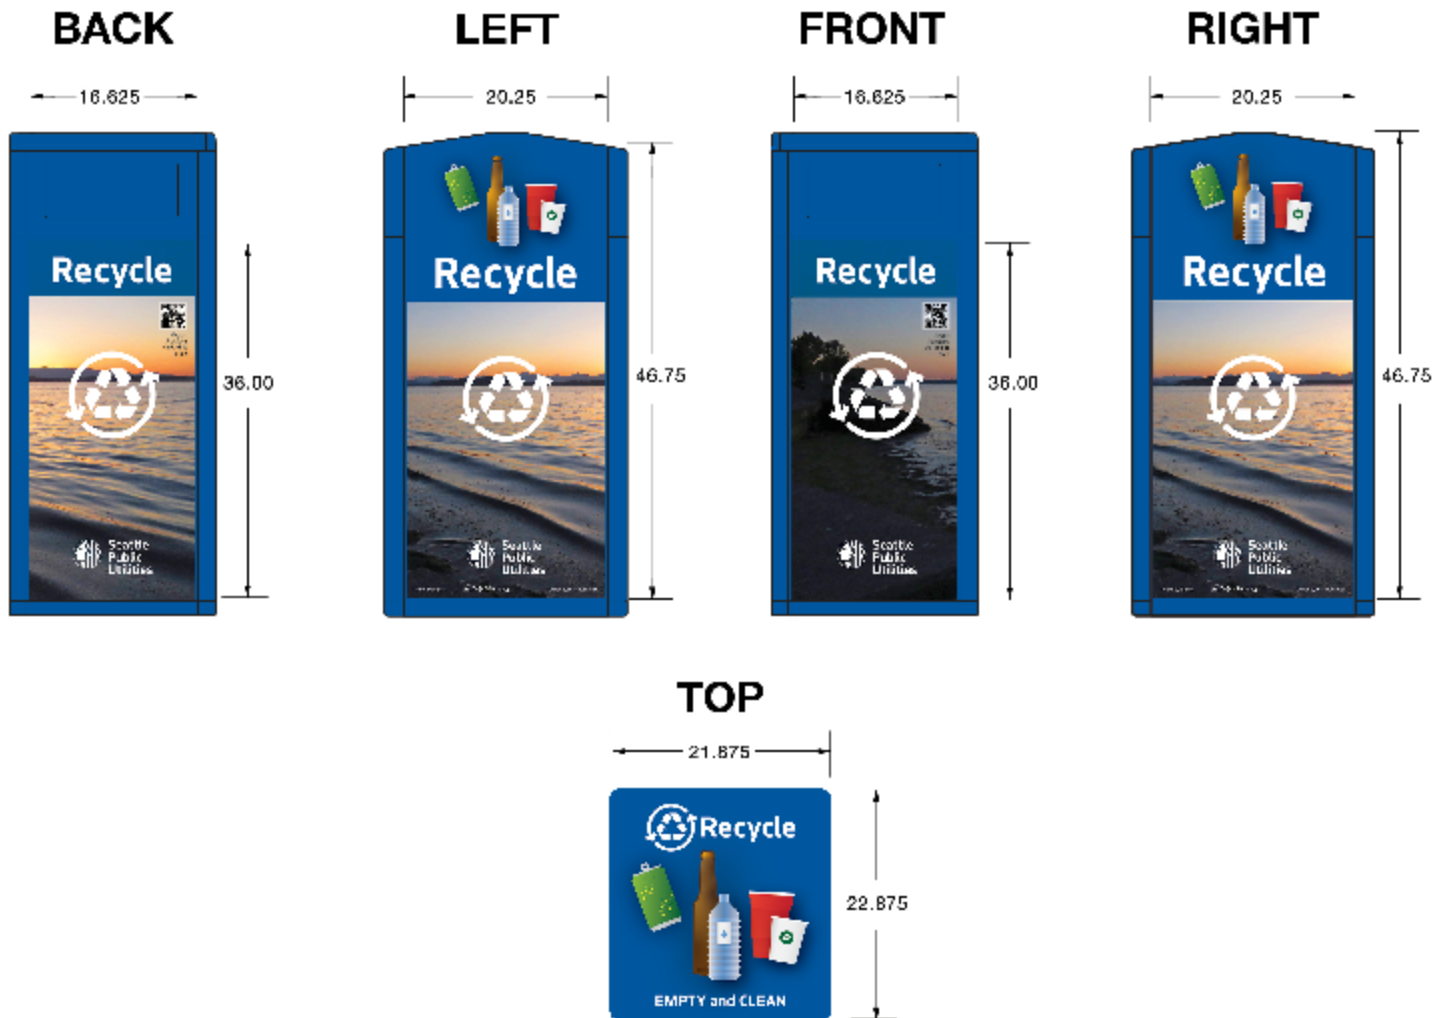 BACK
LEFT
FRONT
RIGHT
16.625
20.25
16.625
20.25
Recycle
Recycle
Recycle
Recycle
36.00
46.75
36.00
46.75
Seattle
Public
Utilities
Seattle
Public
Utilities
Seattle
Public
Utilities
Seattle
Public
Utilities
TOP
21.875
Recycle
22.875
EMPTY and CLEAN